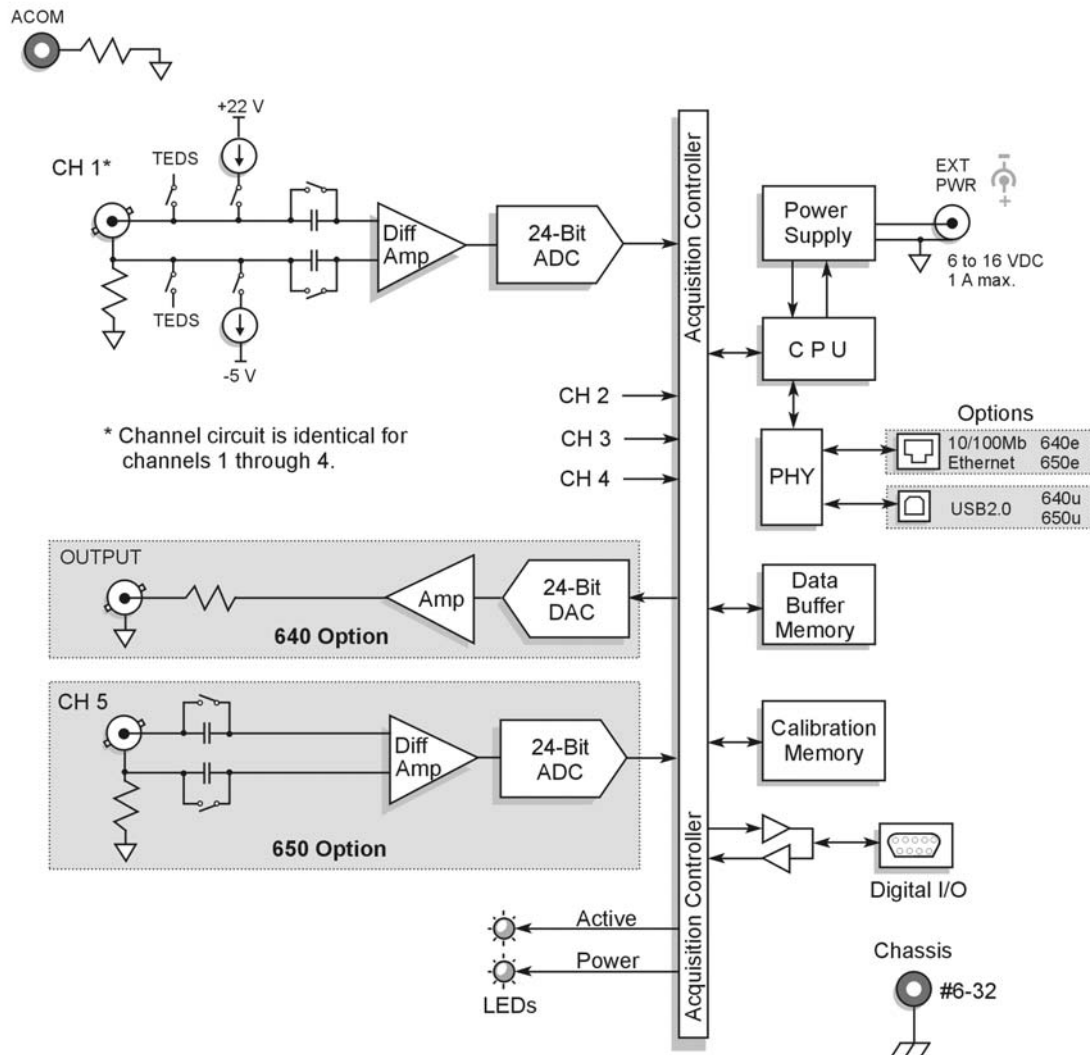 ACOM
+22 V
CH 1*
TEDS
TEDS
-5 V
Diff
Amp
24-Bit
ADC
* Channel circuit is identical for
channels 1 through 4.
CH 2
CH 3
CH 4
Acquisition Controller
Power
Supply
EXT
PWR
6 to 16 VDC
1 A max.
C P U
PHY
Options
10/100Mb 640e
Ethernet 650e
USB2.0 640u
650u
OUTPUT
Amp
24-Bit
DAC
640 Option
Data
Buffer
Memory
CH 5
Diff
Amp
24-Bit
ADC
650 Option
Calibration
Memory
Acquisition Controller
Digital I/O
Active
Power
LEDs
Chassis
#6-32